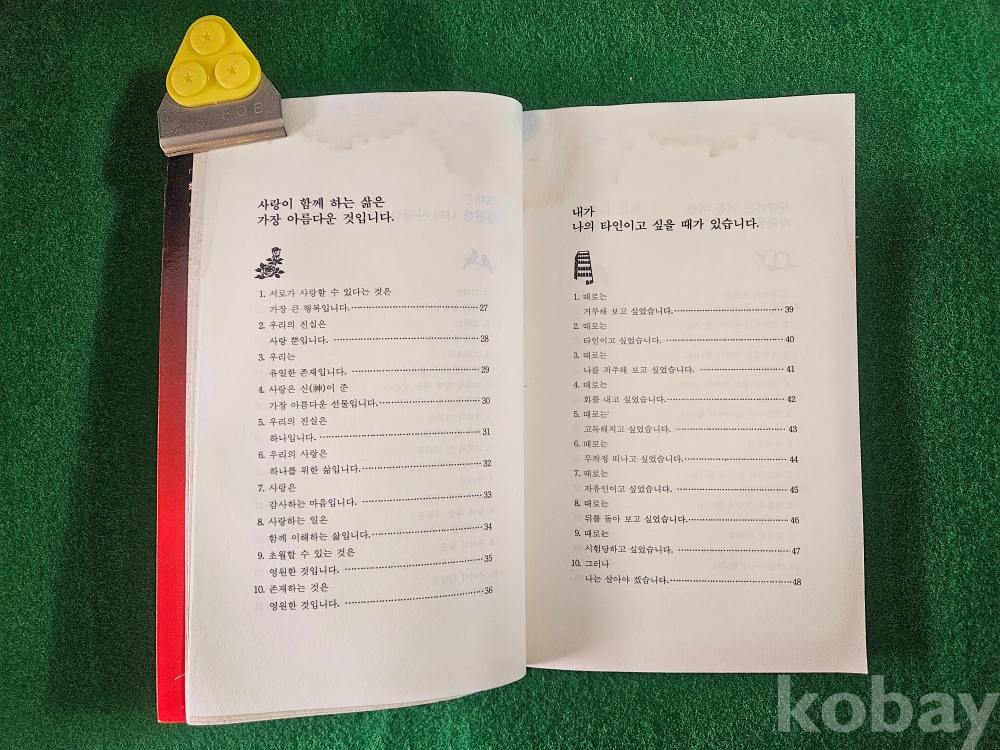 EOB
사랑이 함께 하는 삶은
가장 아름다운 것입니다.
1. 서로가 사랑할 수 있다는 것은
가장 큰 행복입니다. 27
2. 우리의 진실은
사랑 뿐입니다. 28
3. 우리는
유일한 존재입니다. 29
4. 사랑은 신(神)이 준
가장 아름다운 선물입니다. 30
5. 우리의 진실은
하나입니다. 31
6. 우리의 사랑은
하나를 위한 삶입니다. 32
7. 사랑은
감사하는 마음입니다. 33
8. 사랑하는 일은
함께 이해하는 삶입니다. 34
9. 초월할 수 있는 것은
영원한 것입니다. 35
10. 존재하는 것은
영원한 것입니다. 36
내가
나의 타인이고 싶을 때가 있습니다.
1. 때로는
거부해 보고 싶었습니다. 39
2. 때로는
타인이고 싶었습니다. 40
3. 때로는
나를 저주해 보고 싶었습니다. 41
4. 때로는
화를 내고 싶었습니다. 42
5. 때로는
고독해지고 싶었습니다. 43
6. 때로는
무작정 떠나고 싶었습니다. 44
7. 때로는
자유인이고 싶었습니다. 45
8. 때로는
뒤를 돌아 보고 싶었습니다. 46
9. 때로는
시험당하고 싶었습니다. 47
10. 그러나
나는 살아야 겠습니다. 48
kobay